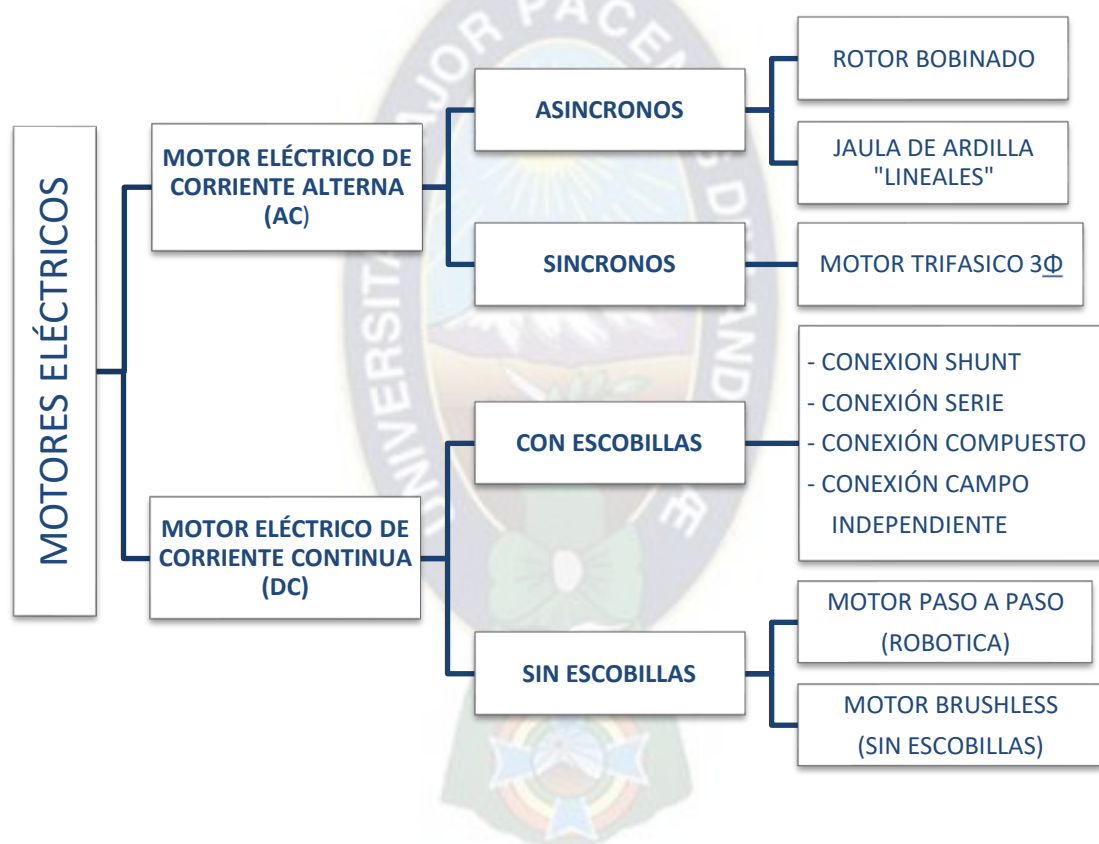 MOTORES ELÉCTRICOS
MOTOR ELÉCTRICO DE
CORRIENTE ALTERNA
(AC)
ASINCRONOS
ROTOR BOBINADO
JAULA DE ARDILLA
"LINEALES"
SINCRONOS
MOTOR TRIFASICO 3Φ
MOTOR ELÉCTRICO DE
CORRIENTE CONTINUA
(DC)
CON ESCOBILLAS
- CONEXION SHUNT
- CONEXIÓN SERIE
- CONEXIÓN COMPUESTO
- CONEXIÓN CAMPO
INDEPENDIENTE
SIN ESCOBILLAS
MOTOR PASO A PASO
(ROBOTICA)
MOTOR BRUSHLESS
(SIN ESCOBILLAS)